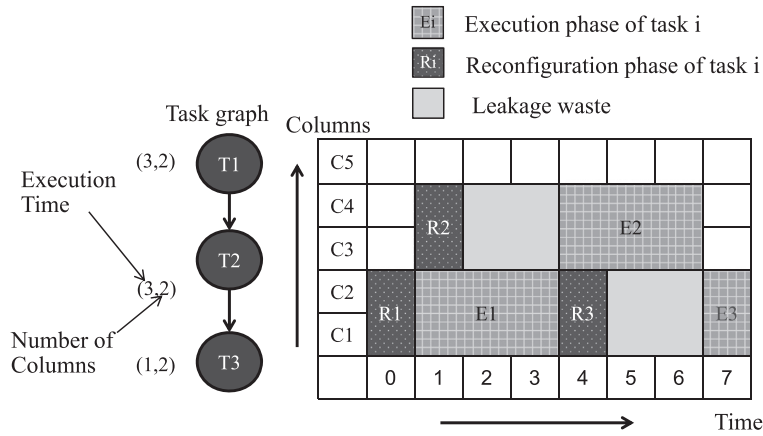 Ei Execution phase of task i
Ri Reconfiguration phase of task i
Leakage waste
Task graph
Columns
Execution
Time
Number of
Columns
(3,2) T1
(3,2) T2
(1,2) T3
C5
C4
C3
C2
C1
R2 E2
R1 E1 R3 E3
0 1 2 3 4 5 6 7
Time